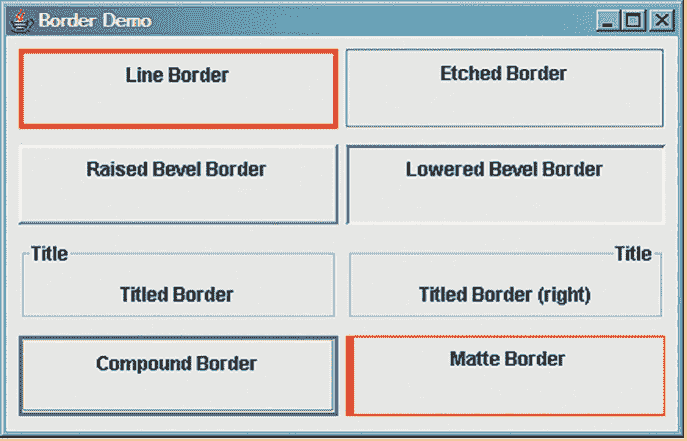 Border Demo
Line Border
Etched Border
Raised Bevel Border
Lowered Bevel Border
Title
Title
Titled Border
Titled Border (right)
Compound Border
Matte Border